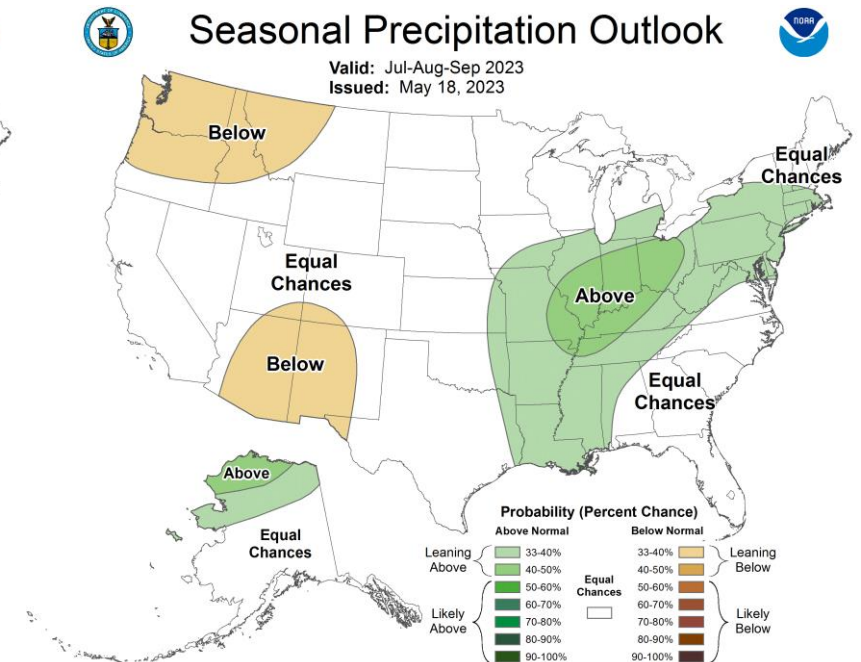 Seasonal Precipitation Outlook
NOAA
Valid: Jul-Aug-Sep 2023
Issued: May 18, 2023
Below
Equal
Chances
Equal
Chances
Above
Below
Equal
Chances
Above
Equal
Chances
Probability (Percent Chance)
Above Normal
Below Normal
Leaning
Above
33-40%
40-50%
Likely
Above
50-60%
60-70%
70-80%
80-90%
90-100%
Equal
Chances
33-40%
40-50%
Leaning
Below
50-60%
60-70%
70-80%
80-90%
90-100%
Likely
Below